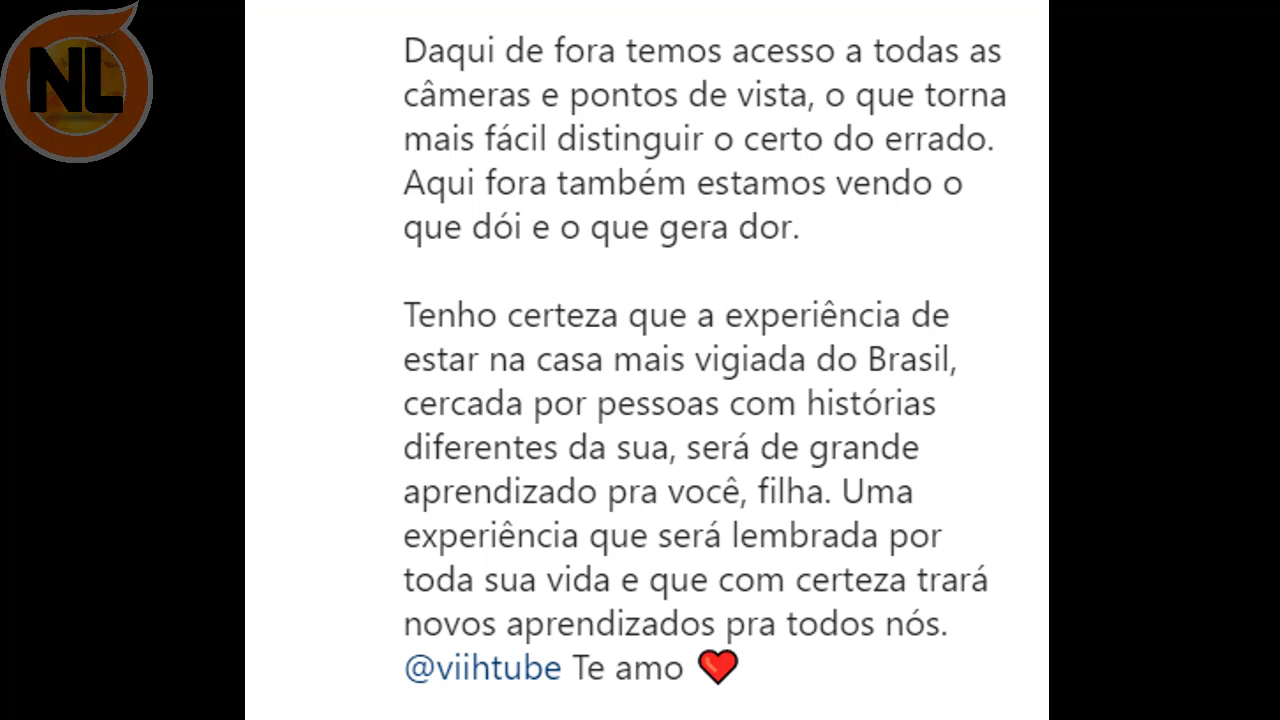 NL
Daqui de fora temos acesso a todas as
câmeras e pontos de vista, o que torna
mais fácil distinguir o certo do errado.
Aqui fora também estamos vendo o
que dói e o que gera dor.
Tenho certeza que a experiência de
estar na casa mais vigiada do Brasil,
cercada por pessoas com histórias
diferentes da sua, será de grande
aprendizado pra você, filha. Uma
experiência que será lembrada por
toda sua vida e que com certeza trará
novos aprendizados pra todos nós.
@viihtube Te amo ❤️